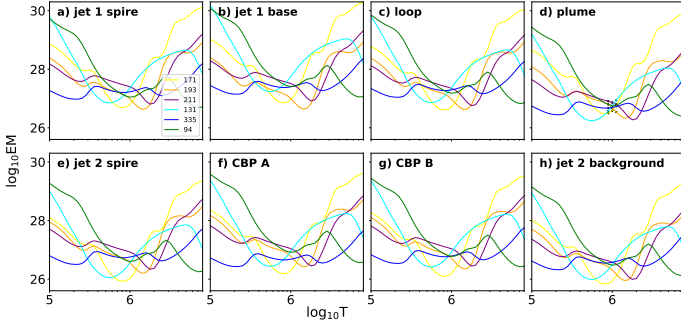 a) jet 1 spire
b) jet 1 base
c) loop
d) plume
30
28
26
171
193
211
131
335
94
log₁₀EM
e) jet 2 spire
f) CBP A
g) CBP B
h) jet 2 background
30
28
26
5
6
5
6
5
6
5
6
log₁₀T